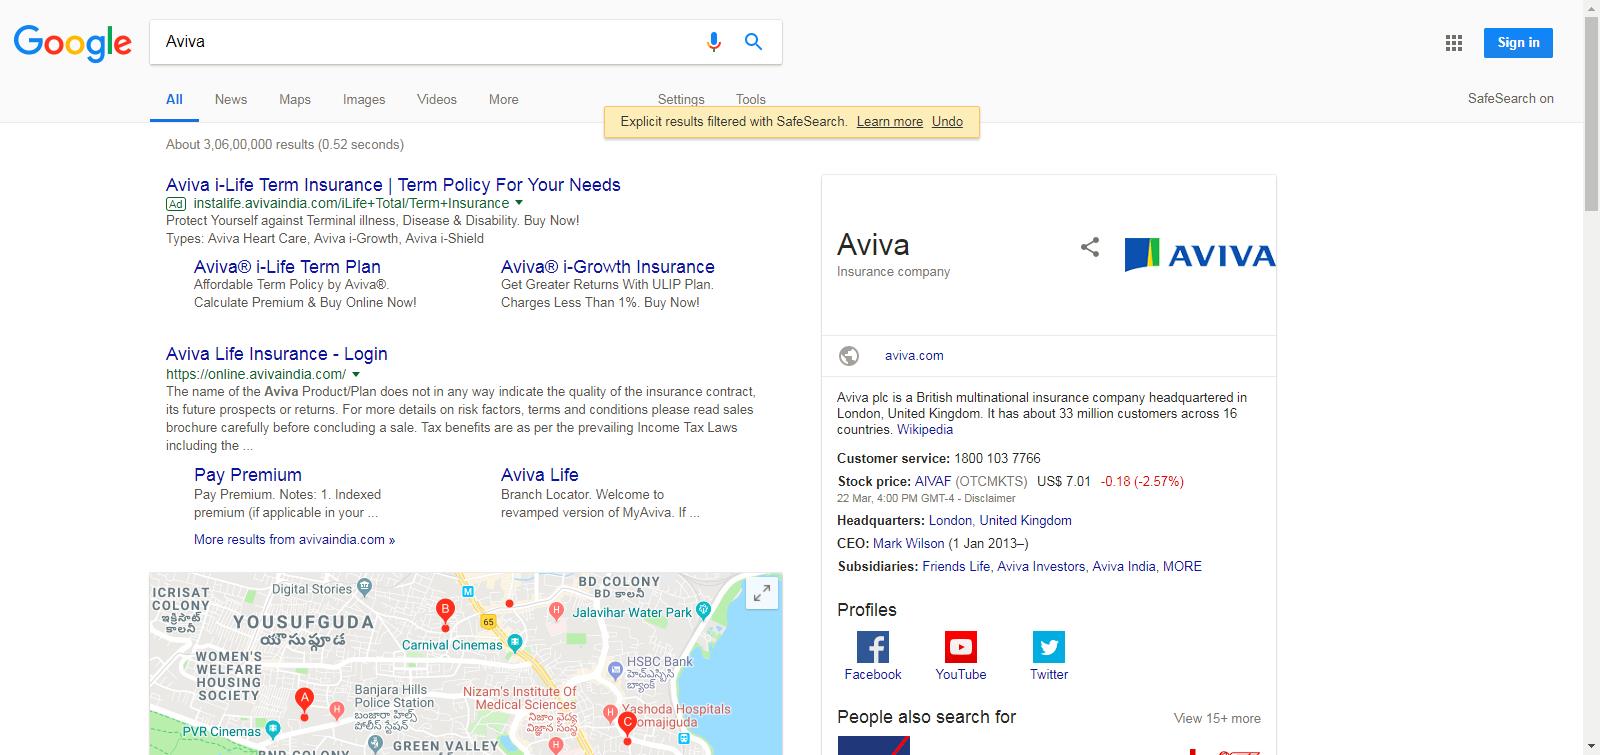 Google
Aviva
Sign in
All News Maps Images Videos More Settings Tools
SafeSearch on
Explicit results filtered with SafeSearch. Learn more Undo
About 3,06,00,000 results (0.52 seconds)
Aviva i-Life Term Insurance | Term Policy For Your Needs
Ad instalife.avivaindia.com/iLife+Total/Term+Insurance
Protect Yourself against Terminal illness, Disease & Disability. Buy Now!
Types: Aviva Heart Care, Aviva i-Growth, Aviva i-Shield
Aviva® i-Life Term Plan
Affordable Term Policy by Aviva®.
Calculate Premium & Buy Online Now!
Aviva® i-Growth Insurance
Get Greater Returns With ULIP Plan.
Charges Less Than 1%. Buy Now!
Aviva Life Insurance - Login
https://online.avivaindia.com/
The name of the Aviva Product/Plan does not in any way indicate the quality of the insurance contract,
its future prospects or returns. For more details on risk factors, terms and conditions please read sales
brochure carefully before concluding a sale. Tax benefits are as per the prevailing Income Tax Laws
including the ...
Pay Premium
Pay Premium. Notes: 1. Indexed
premium (if applicable in your ...
Aviva Life
Branch Locator. Welcome to
revamped version of MyAviva. If ...
More results from avivaindia.com »
ICRISAT
COLONY
ఇక్రిసాట్
కాలనీ
Digital Stories
M
BD COLONY
BD కాలనీ
YOUSUFGUDA
యూసుఫ్గూడ
B
65
H
Jalavihar Water Park
Carnival Cinemas
WOMEN'S
WELFARE
HOUSING
SOCIETY
HSBC Bank
హెచ్ఎస్బిసి
బ్యాంక్
A
H
Banjara Hills
Police Station
బంజారా హిల్స్
పోలీస్ స్టేషన్
Nizam's Institute Of
Medical Sciences
నిజాం వైద్య
విజ్ఞాన సంస్థ
H
Yashoda Hospitals
C
omajiguda
PVR Cinemas
GREEN VALLEY
H
Aviva
Insurance company
AVIVA
aviva.com
Aviva plc is a British multinational insurance company headquartered in
London, United Kingdom. It has about 33 million customers across 16
countries. Wikipedia
Customer service: 1800 103 7766
Stock price: AIVAF (OTCMKTS) US$ 7.01 -0.18 (-2.57%)
22 Mar, 4:00 PM GMT-4 - Disclaimer
Headquarters: London, United Kingdom
CEO: Mark Wilson (1 Jan 2013–)
Subsidiaries: Friends Life, Aviva Investors, Aviva India, MORE
Profiles
Facebook YouTube Twitter
People also search for
View 15+ more